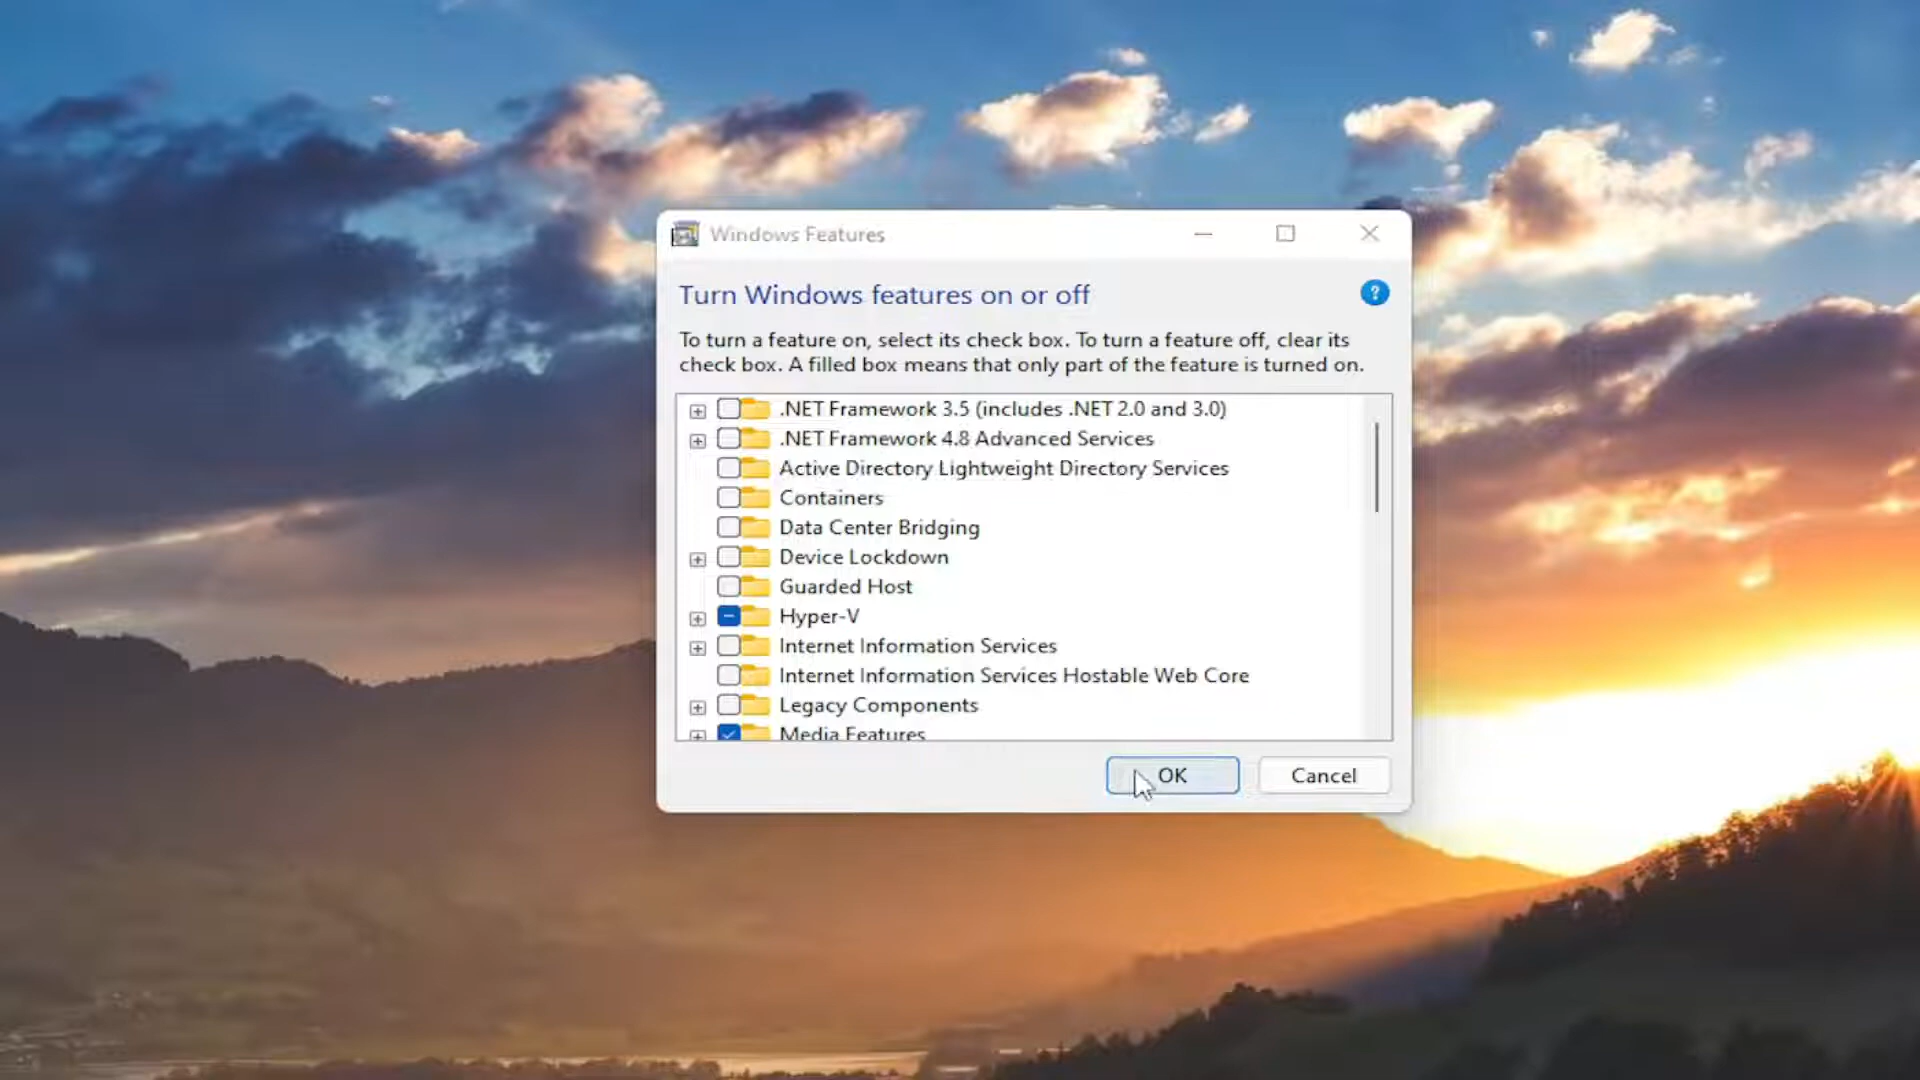 Windows Features
Turn Windows features on or off
?
To turn a feature on, select its check box. To turn a feature off, clear its
check box. A filled box means that only part of the feature is turned on.
.NET Framework 3.5 (includes .NET 2.0 and 3.0)
.NET Framework 4.8 Advanced Services
Active Directory Lightweight Directory Services
Containers
Data Center Bridging
Device Lockdown
Guarded Host
Hyper-V
Internet Information Services
Internet Information Services Hostable Web Core
Legacy Components
Media Features
OK
Cancel